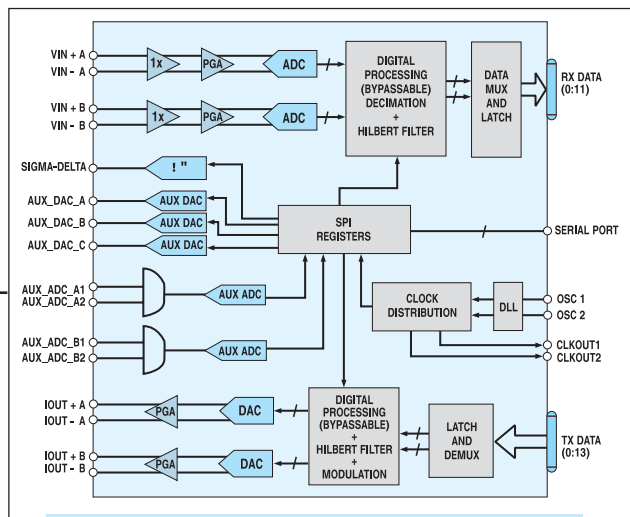 VIN + A
VIN - A
1x
PGA
ADC
VIN + B
VIN - B
1x
PGA
ADC
DIGITAL
PROCESSING
(BYPASSABLE)
DECIMATION
+
HILBERT FILTER
DATA
MUX
AND
LATCH
RX DATA
(0:11)
SIGMA-DELTA
! "
AUX_DAC_A
AUX DAC
AUX_DAC_B
AUX DAC
AUX_DAC_C
AUX DAC
SPI
REGISTERS
SERIAL PORT
AUX_ADC_A1
AUX_ADC_A2
AUX ADC
AUX_ADC_B1
AUX_ADC_B2
AUX ADC
CLOCK
DISTRIBUTION
DLL
OSC 1
OSC 2
CLKOUT1
CLKOUT2
IOUT + A
IOUT - A
PGA
DAC
IOUT + B
IOUT - B
PGA
DAC
DIGITAL
PROCESSING
(BYPASSABLE)
+
HILBERT FILTER
+
MODULATION
LATCH
AND
DEMUX
TX DATA
(0:13)